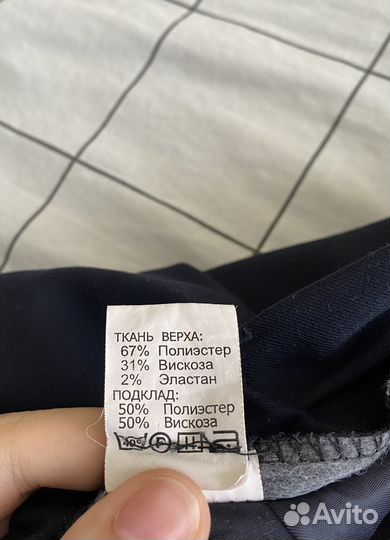 ТКАНЬ ВЕРХА:
67% Полиэстер
31% Вискоза
2% Эластан
ПОДКЛАД:
50% Полиэстер
50% Вискоза
Avito